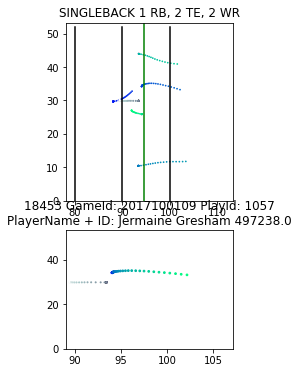 SINGLEBACK 1 RB, 2 TE, 2 WR
50
40
30
20
10
0
80 90 100 110
18453 GameId: 2017100109 PlayId: 1057
PlayerName + ID: Jermaine Gresham 497238.0
40
20
0
90 95 100 105